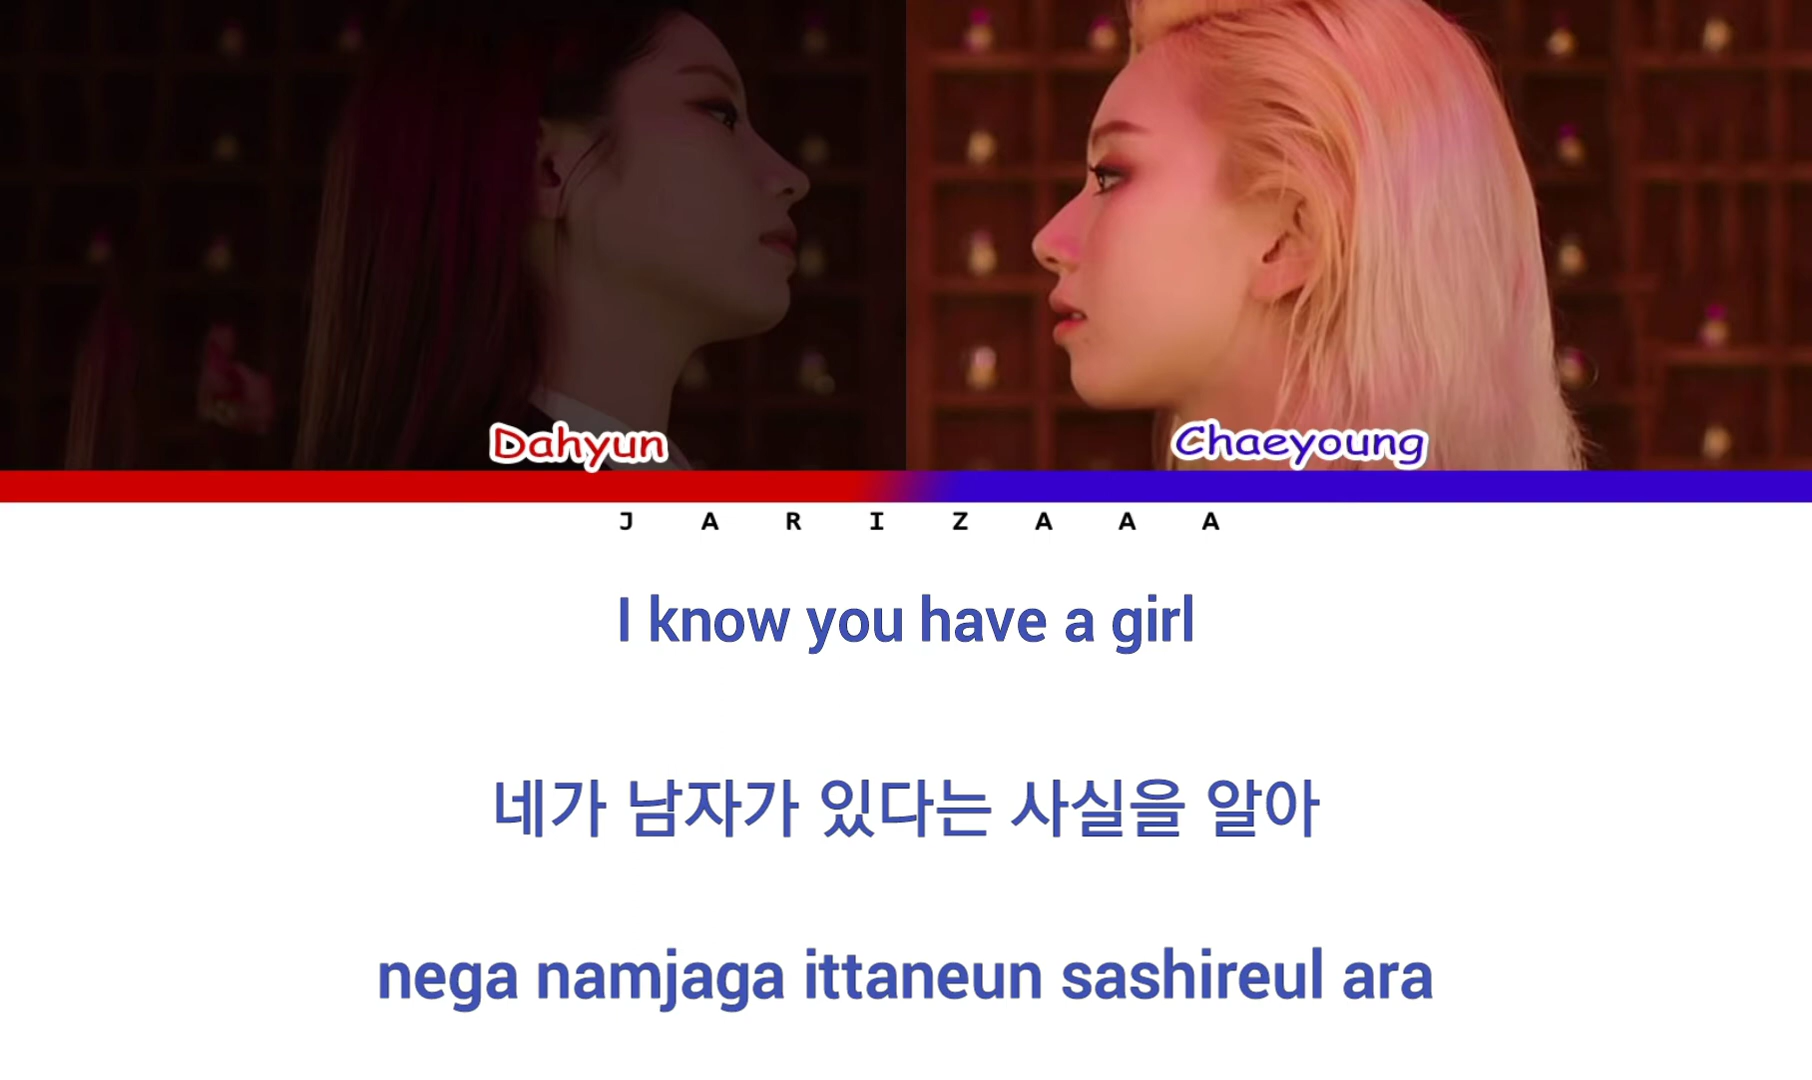 Dahyun
Chaeyoung
J A R I Z A A A
I know you have a girl
네가 남자가 있다는 사실을 알아
nega namjaga ittaneun sashireul ara